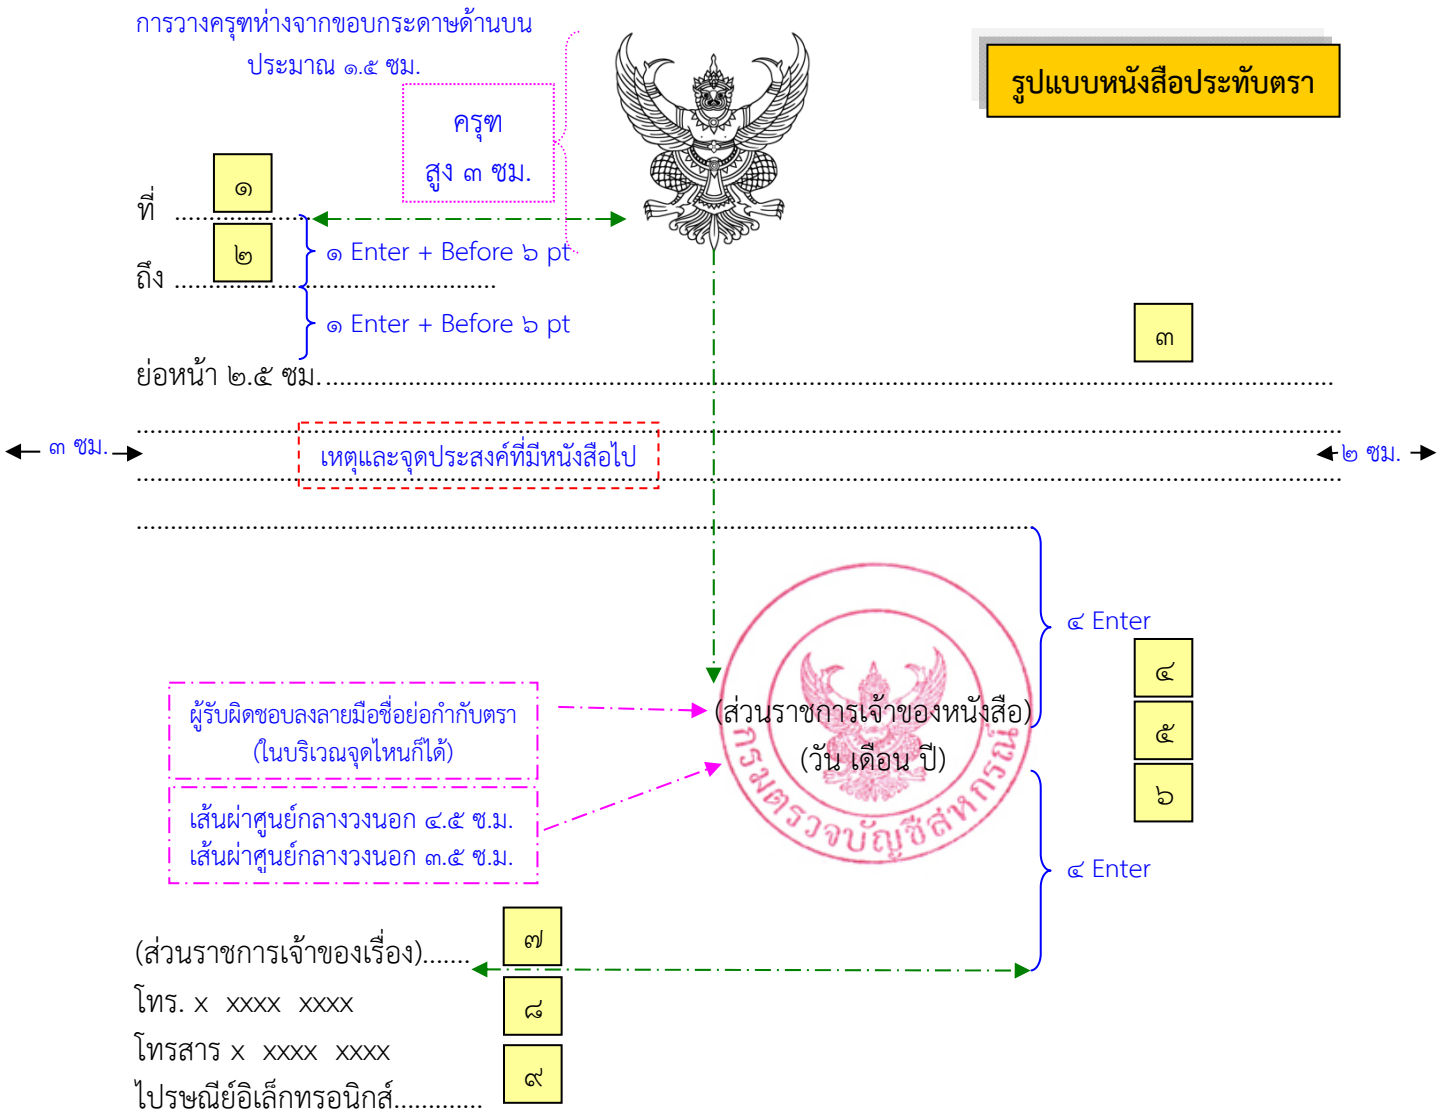 การวางครุฑห่างจากขอบกระดาษด้านบน
ประมาณ ๑.๕ ซม.
รูปแบบหนังสือประทับตรา
ครุฑ
สูง ๓ ซม.
๑
ที่ ................
๒
๑ Enter + Before ๖ pt
ถึง .....................................................
๑ Enter + Before ๖ pt
๓
ย่อหน้า ๒.๕ ซม. ........................................................................................................................
๓ ซม.
เหตุและจุดประสงค์ที่มีหนังสือไป
๒ ซม.
๔ Enter
๔
ผู้รับผิดชอบลงลายมือชื่อย่อกำกับตรา
(ในบริเวณจุดไหนก็ได้)
(ส่วนราชการเจ้าของหนังสือ)
๕
(วัน เดือน ปี)
๖
กรมตรวจบัญชีสหกรณ์
เส้นผ่าศูนย์กลางวงนอก ๔.๕ ซ.ม.
เส้นผ่าศูนย์กลางวงนอก ๓.๕ ซ.ม.
๔ Enter
๗
(ส่วนราชการเจ้าของเรื่อง).......
๘
โทร. x xxxx xxxx
โทรสาร x xxxx xxxx
๙
ไปรษณีย์อิเล็กทรอนิกส์.............